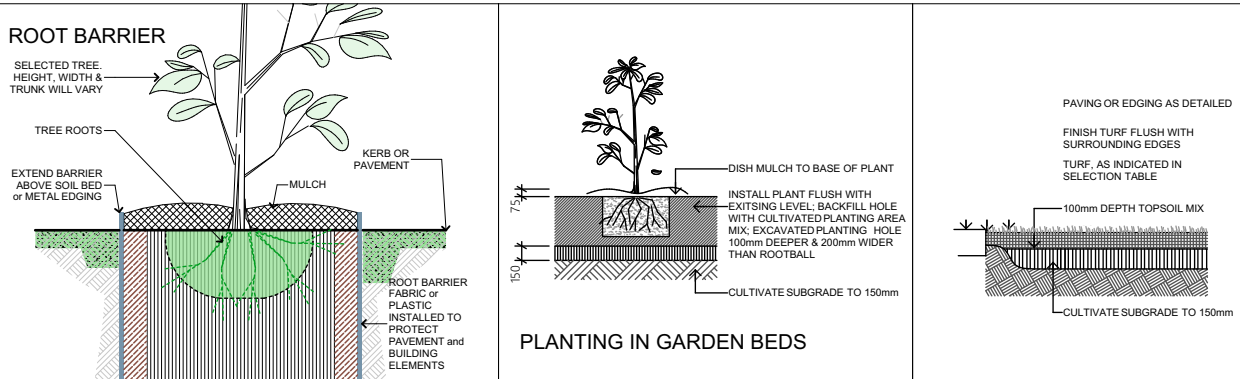 ROOT BARRIER
SELECTED TREE.
HEIGHT, WIDTH &
TRUNK WILL VARY
TREE ROOTS
EXTEND BARRIER
ABOVE SOIL BED
or METAL EDGING
KERB OR
PAVEMENT
MULCH
ROOT BARRIER
FABRIC or
PLASTIC
INSTALLED TO
PROTECT
PAVEMENT and
BUILDING
ELEMENTS
75
150
DISH MULCH TO BASE OF PLANT
INSTALL PLANT FLUSH WITH
EXITSING LEVEL; BACKFILL HOLE
WITH CULTIVATED PLANTING AREA
MIX; EXCAVATED PLANTING HOLE
100mm DEEPER & 200mm WIDER
THAN ROOTBALL
CULTIVATE SUBGRADE TO 150mm
PLANTING IN GARDEN BEDS
PAVING OR EDGING AS DETAILED
FINISH TURF FLUSH WITH
SURROUNDING EDGES
TURF, AS INDICATED IN
SELECTION TABLE
100mm DEPTH TOPSOIL MIX
CULTIVATE SUBGRADE TO 150mm